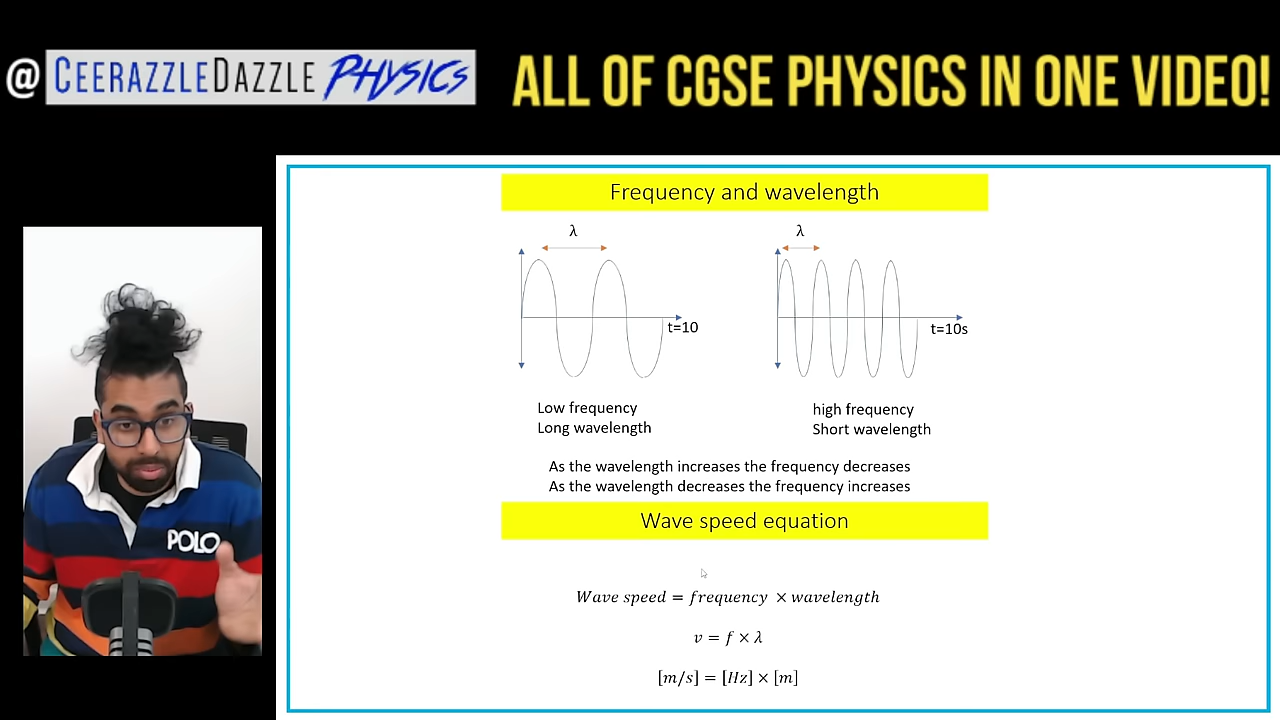 @ CEERAZZLEDAZZLE PHYSICS
ALL OF CGSE PHYSICS IN ONE VIDEO!
Frequency and wavelength
λ
λ
t=10
t=10s
Low frequency
Long wavelength
high frequency
Short wavelength
As the wavelength increases the frequency decreases
As the wavelength decreases the frequency increases
Wave speed equation
Wave speed = frequency × wavelength
v = f × λ
[m/s] = [Hz] × [m]
POLO